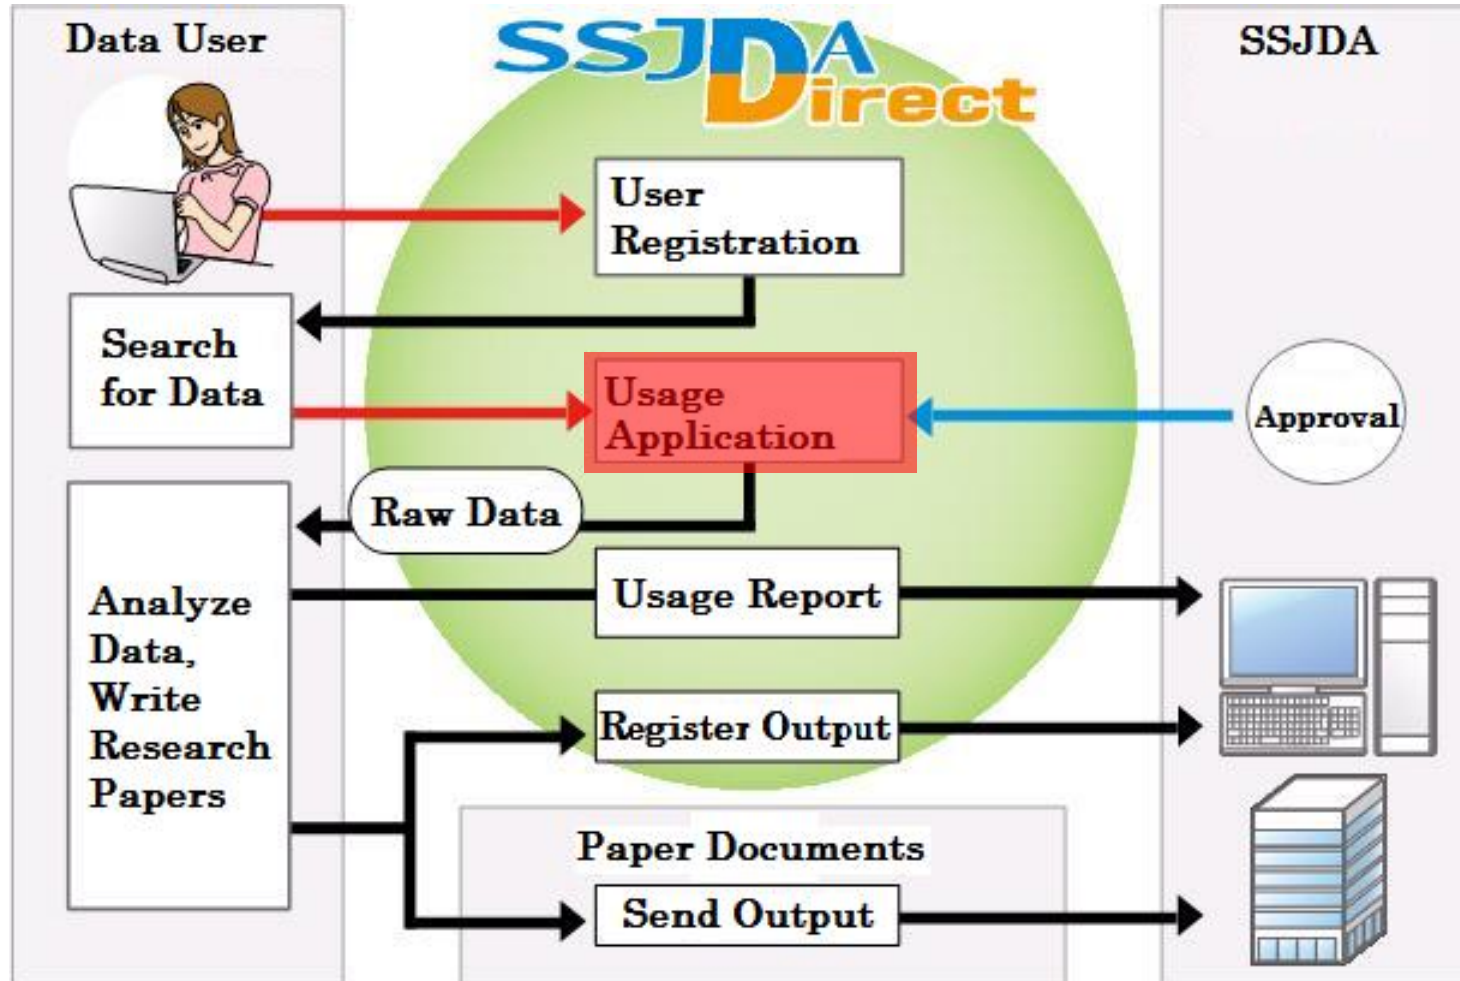 Data User
SSJDA
Direct
SSJDA
User
Registration
Search
for Data
Usage
Application
Approval
Raw Data
Analyze
Data,
Write
Research
Papers
Usage Report
Register Output
Paper Documents
Send Output